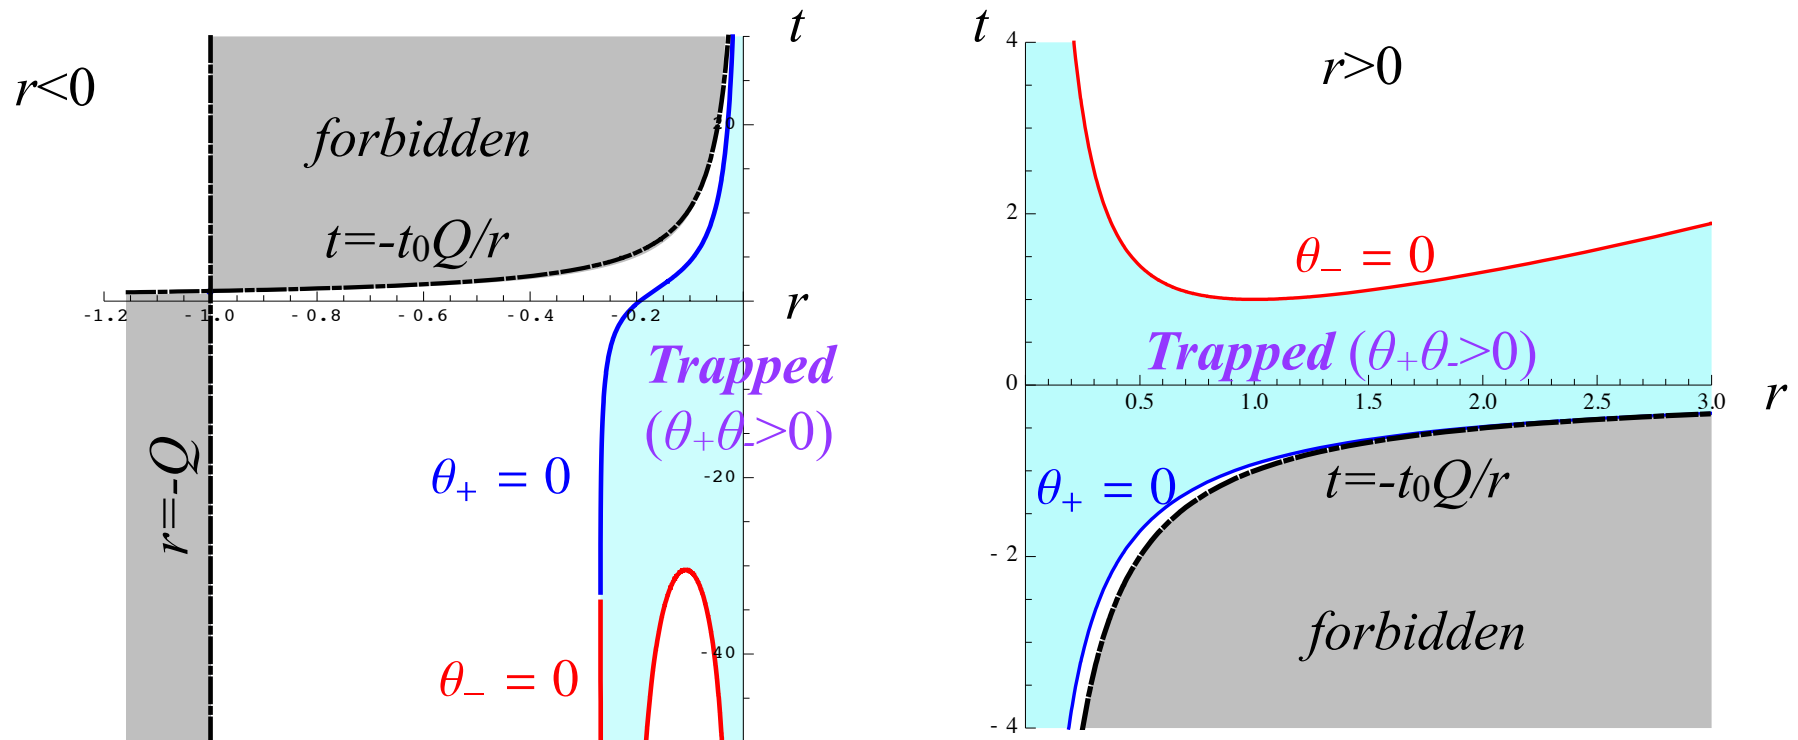 t
r<0
forbidden
20
t=-t₀Q/r
r
-1.2
-1.0
-0.8
-0.6
-0.4
-0.2
Trapped
(θ₊θ₋>0)
r=-Q
θ₊ = 0
-20
-40
θ₋ = 0
t
4
r>0
2
θ₋ = 0
Trapped (θ₊θ₋>0)
0
0.5
1.0
1.5
2.0
2.5
3.0
r
θ₊ = 0
t=-t₀Q/r
-2
forbidden
-4